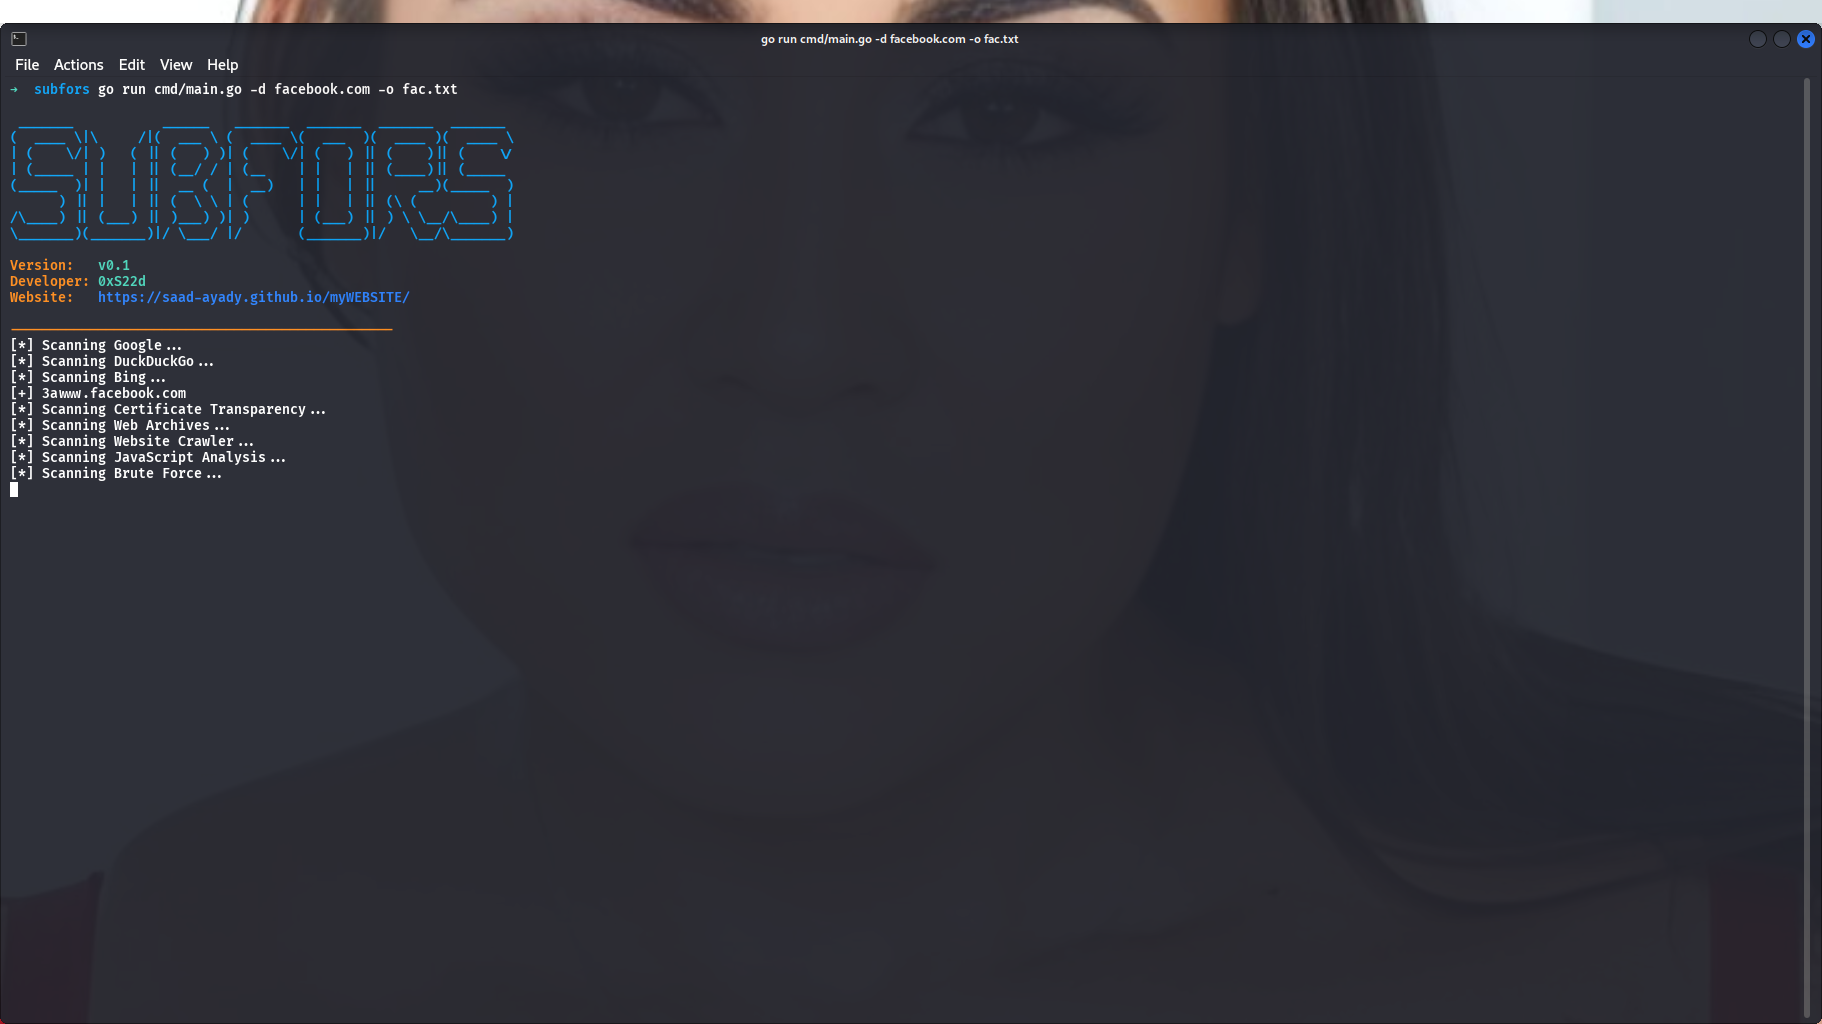 go run cmd/main.go -d facebook.com -o fac.txt
File Actions Edit View Help
→ subfors go run cmd/main.go -d facebook.com -o fac.txt
SUBFORS
Version: v0.1
Developer: 0xS22d
Website: https://saad-ayady.github.io/myWEBSITE/
[*] Scanning Google...
[*] Scanning DuckDuckGo...
[*] Scanning Bing...
[+] 3awww.facebook.com
[*] Scanning Certificate Transparency...
[*] Scanning Web Archives...
[*] Scanning Website Crawler...
[*] Scanning JavaScript Analysis...
[*] Scanning Brute Force...